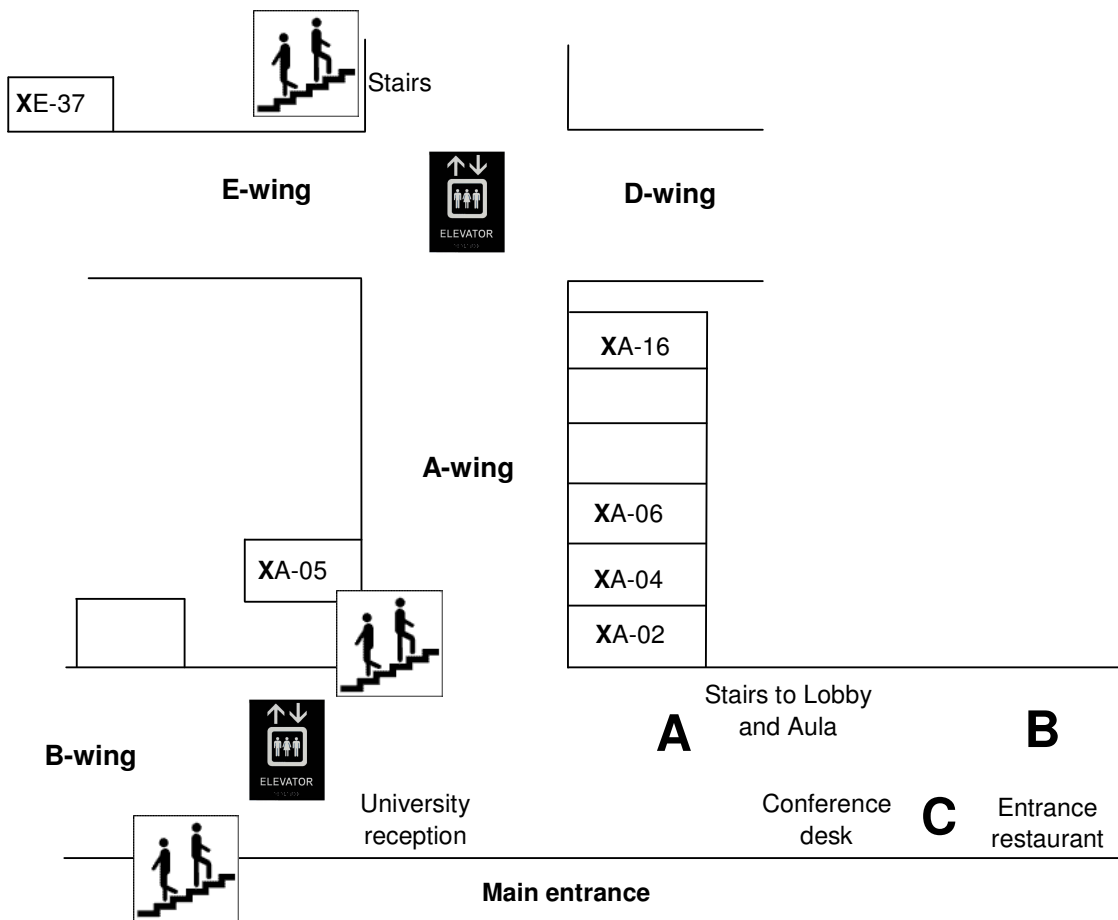 Stairs
XE-37
E-wing
D-wing
ELEVATOR
XA-16
A-wing
XA-06
XA-05
XA-04
XA-02
Stairs to Lobby
and Aula
A
B
B-wing
ELEVATOR
University
reception
Conference
desk
C
Entrance
restaurant
Main entrance